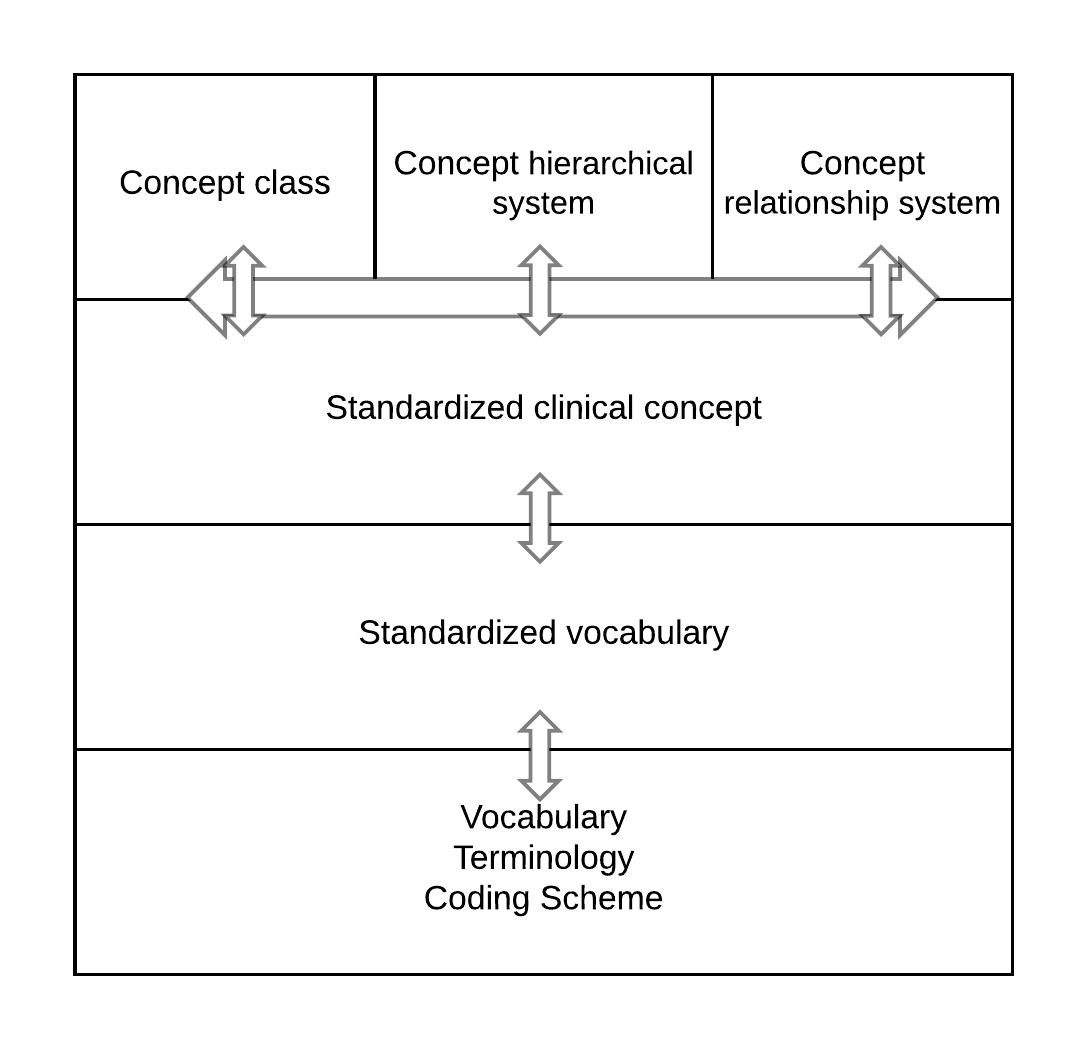 Concept class
Concept hierarchical
system
Concept
relationship system
Standardized clinical concept
Standardized vocabulary
Vocabulary
Terminology
Coding Scheme